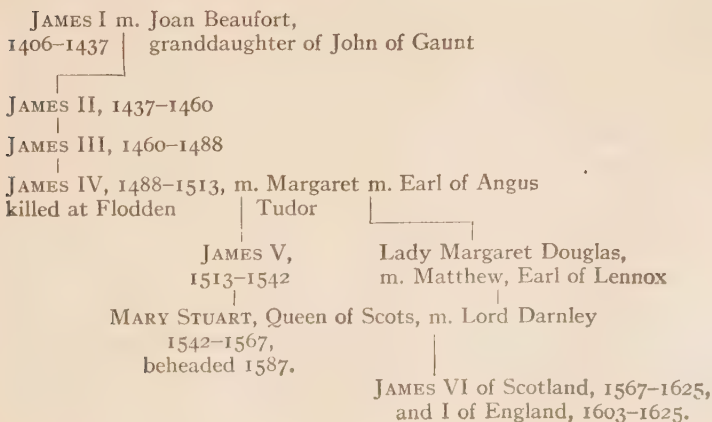 JAMES I m. Joan Beaufort,
1406–1437 granddaughter of John of Gaunt
JAMES II, 1437–1460
JAMES III, 1460–1488
JAMES IV, 1488–1513, m. Margaret m. Earl of Angus
killed at Flodden Tudor
JAMES V, Lady Margaret Douglas,
1513–1542 m. Matthew, Earl of Lennox
MARY STUART, Queen of Scots, m. Lord Darnley
1542–1567,
beheaded 1587.
JAMES VI of Scotland, 1567–1625,
and I of England, 1603–1625.